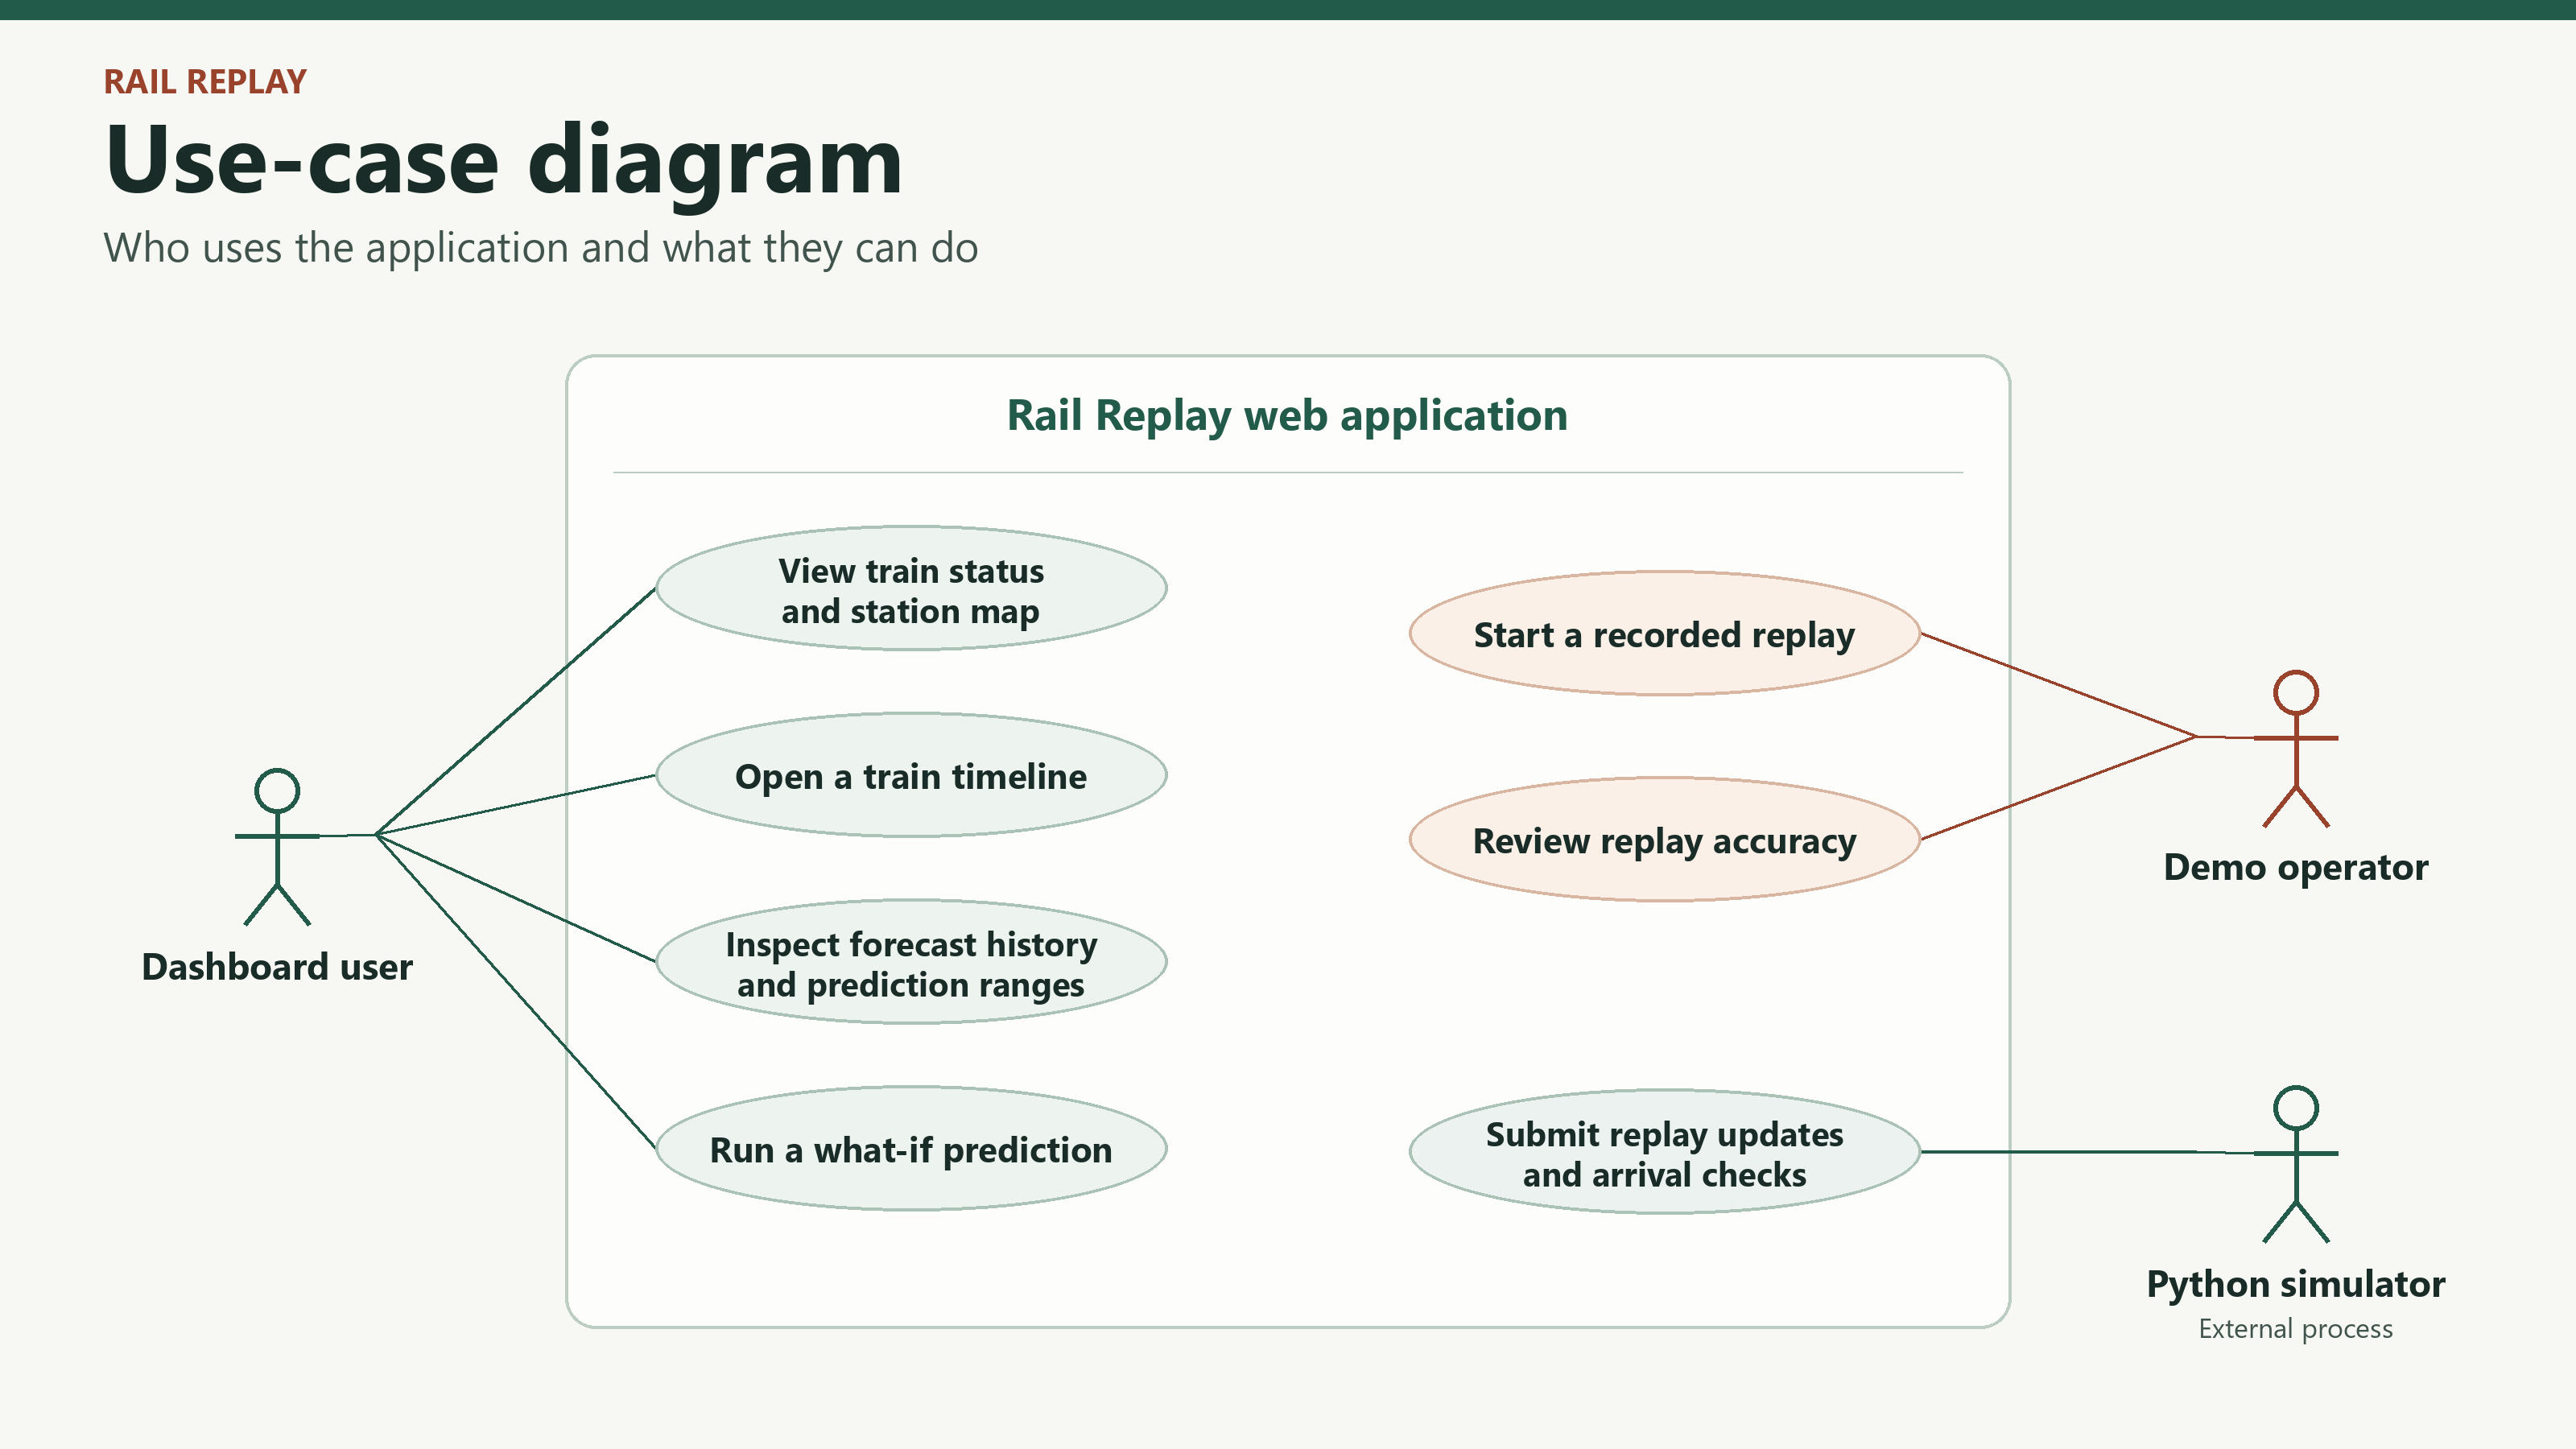 RAIL REPLAY
Use-case diagram
Who uses the application and what they can do
Rail Replay web application
View train status
and station map
Open a train timeline
Inspect forecast history
and prediction ranges
Run a what-if prediction
Start a recorded replay
Review replay accuracy
Submit replay updates
and arrival checks
Dashboard user
Demo operator
Python simulator
External process